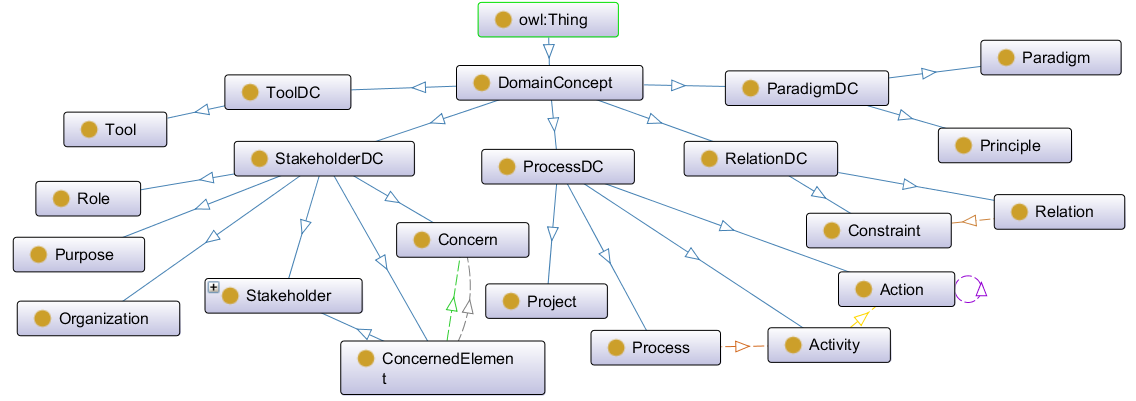 owl:Thing
Paradigm
DomainConcept
ParadigmDC
ToolDC
Tool
Principle
StakeholderDC
ProcessDC
RelationDC
Role
Relation
Constraint
Concern
Purpose
Action
Stakeholder
Project
Organization
Process
Activity
ConcernedElemen
t